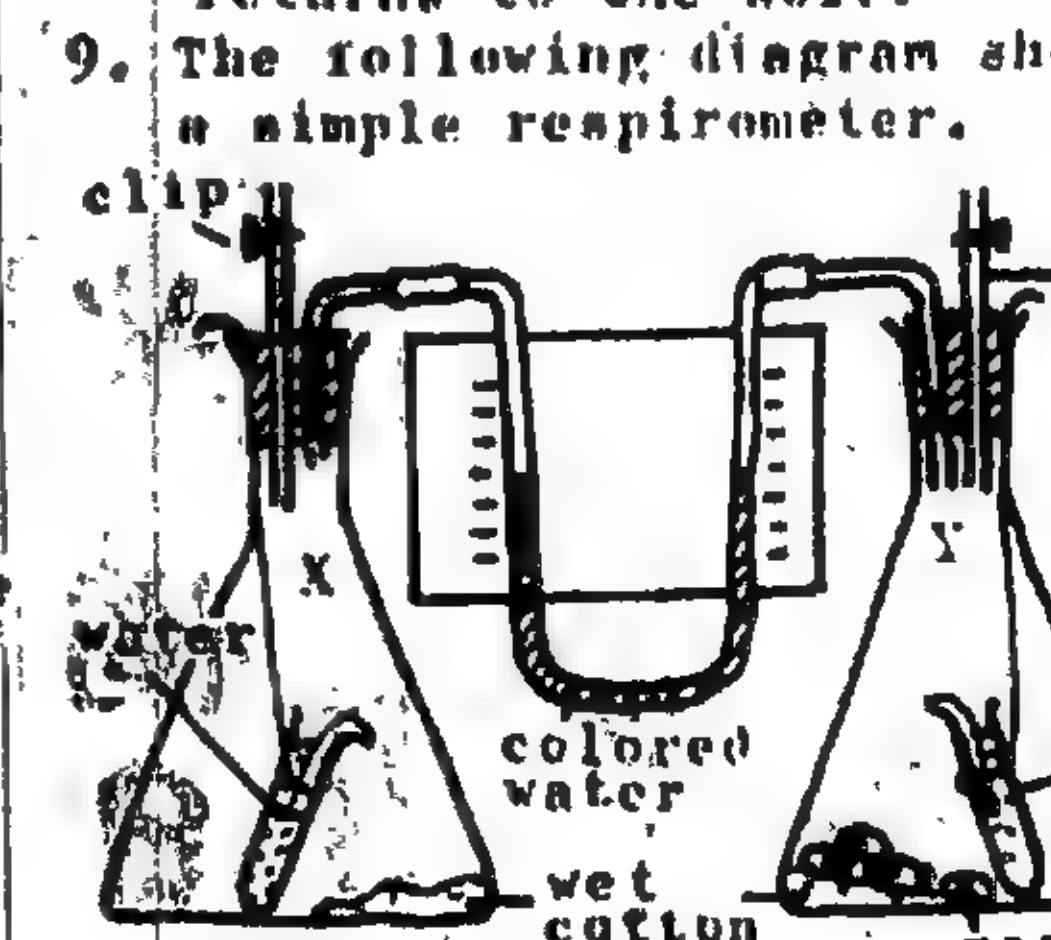 9. The following diagram sh
a simple respirometer.
clip
X
Y
water
colored
water
wet
cotton